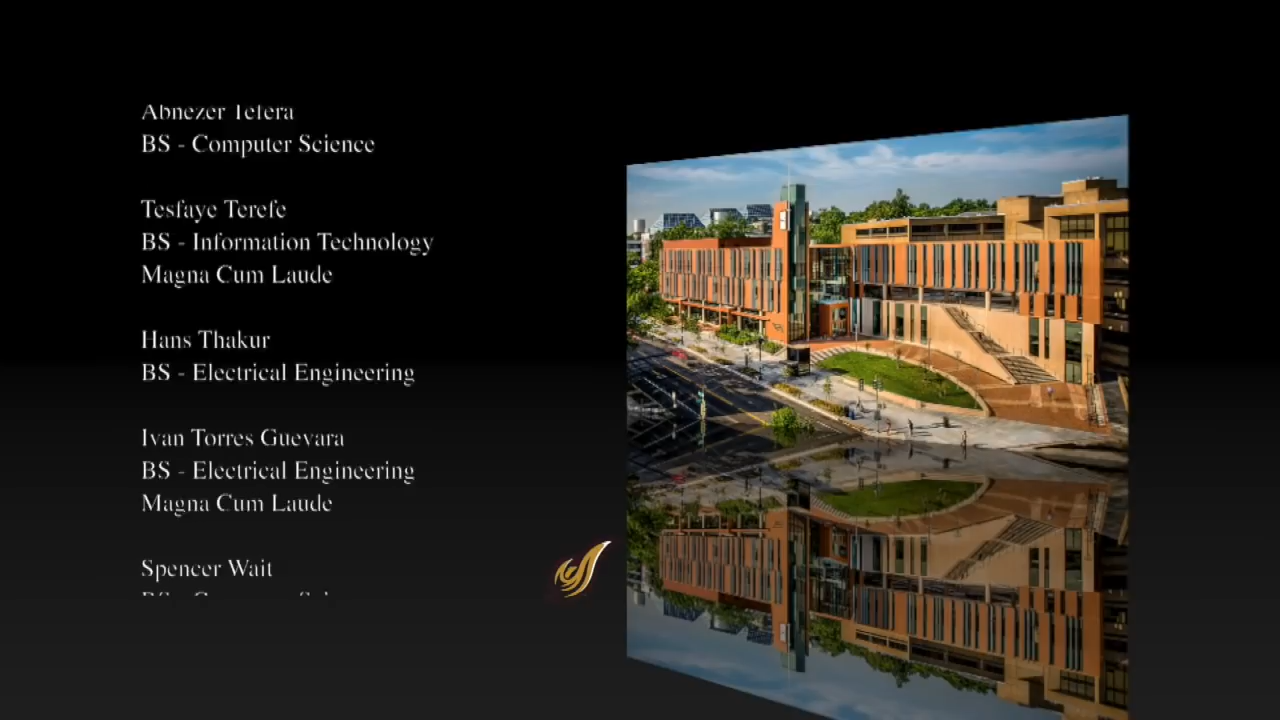 Abnezer Tefera
BS - Computer Science
Tesfaye Terefe
BS - Information Technology
Magna Cum Laude
Hans Thakur
BS - Electrical Engineering
Ivan Torres Guevara
BS - Electrical Engineering
Magna Cum Laude
Spencer Wait